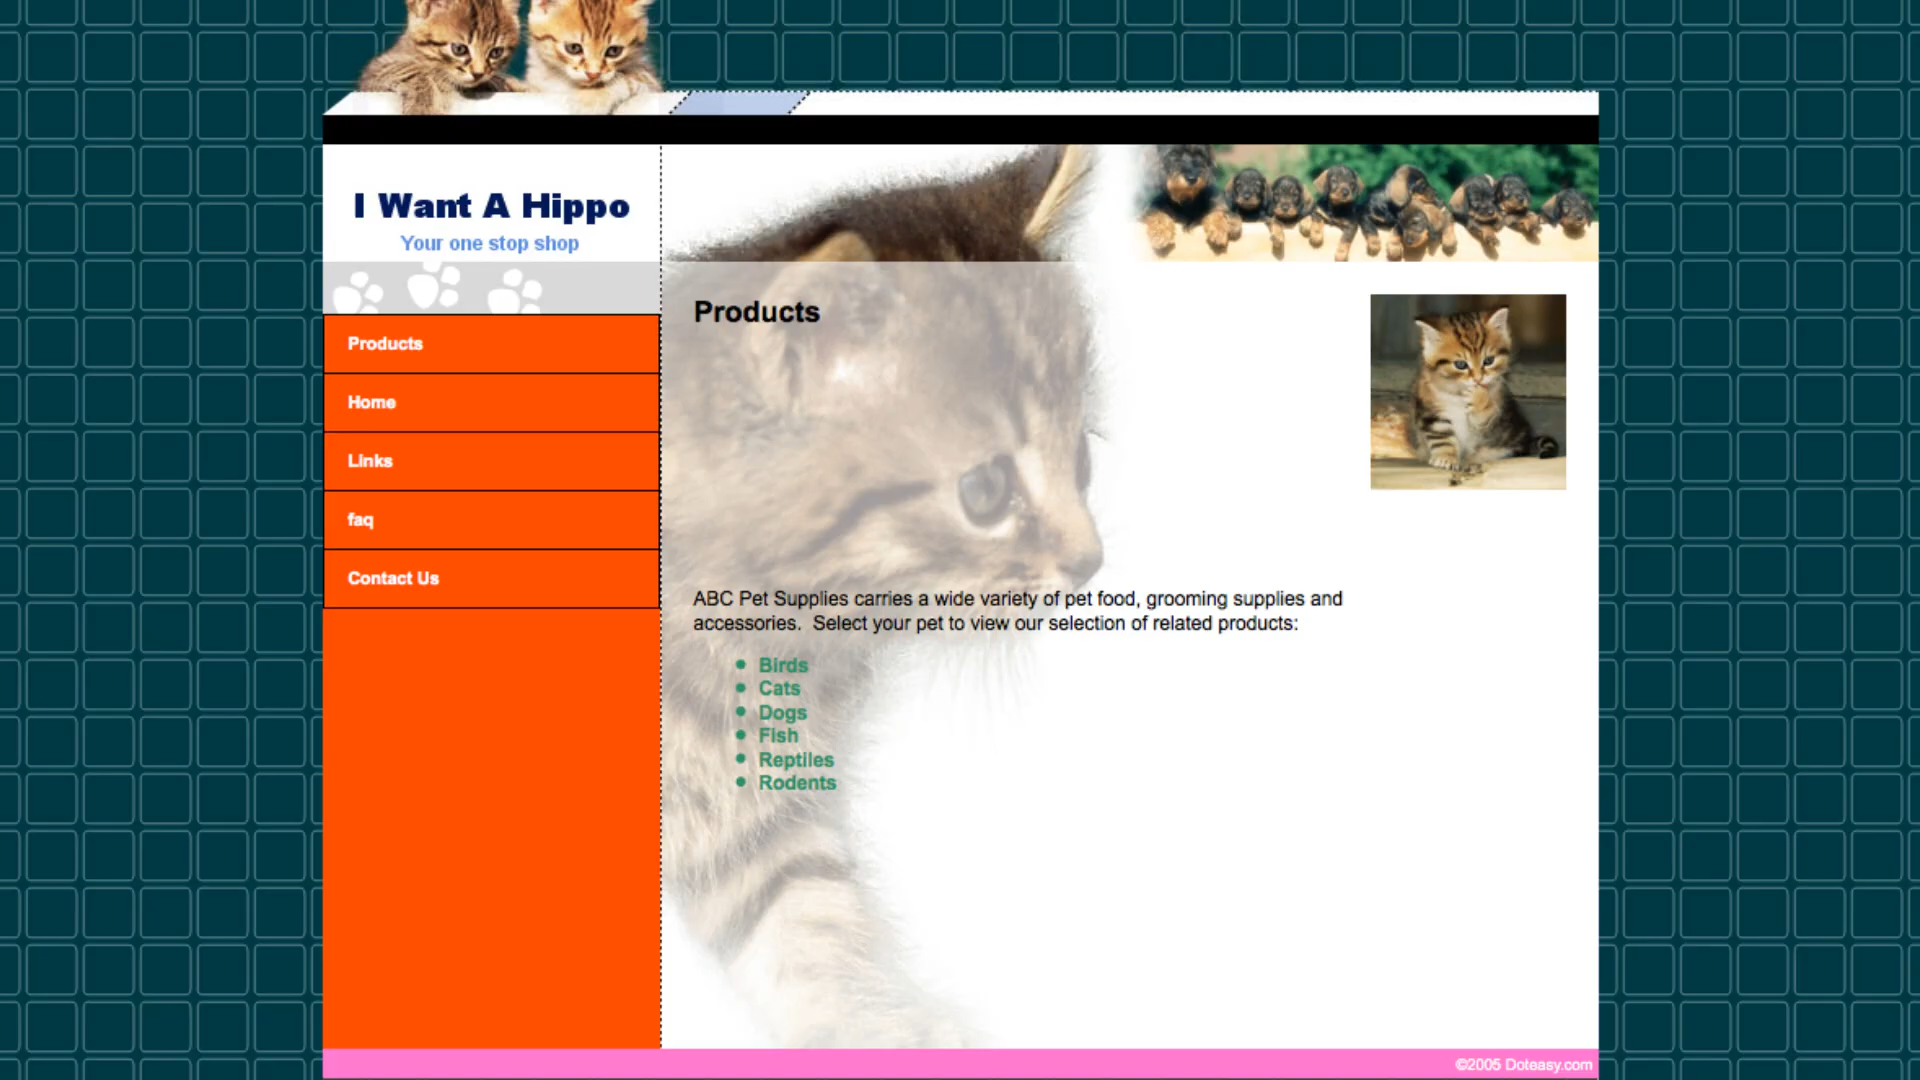 I Want A Hippo
Your one stop shop
Products
Home
Links
faq
Contact Us
Products
ABC Pet Supplies carries a wide variety of pet food, grooming supplies and
accessories.  Select your pet to view our selection of related products:
Birds
Cats
Dogs
Fish
Reptiles
Rodents
©2005 Doteasy.com